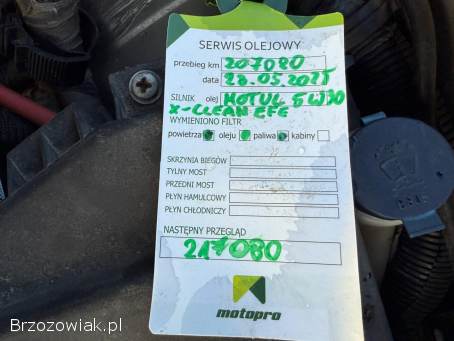 SERWIS OLEJOWY
przebieg km 207080
data 28.05.2025
SILNIK olej MOTUL 5W30
X-CLEAN EFE
WYMIENIONO FILTR
powietrza oleju paliwa kabiny
SKRZYNIA BIEGÓW
TYLNY MOST
PRZEDNI MOST
PŁYN HAMULCOWY
PŁYN CHŁODNICZY
NASTĘPNY PRZEGLĄD
217080
motopro
Brzozowiak.pl